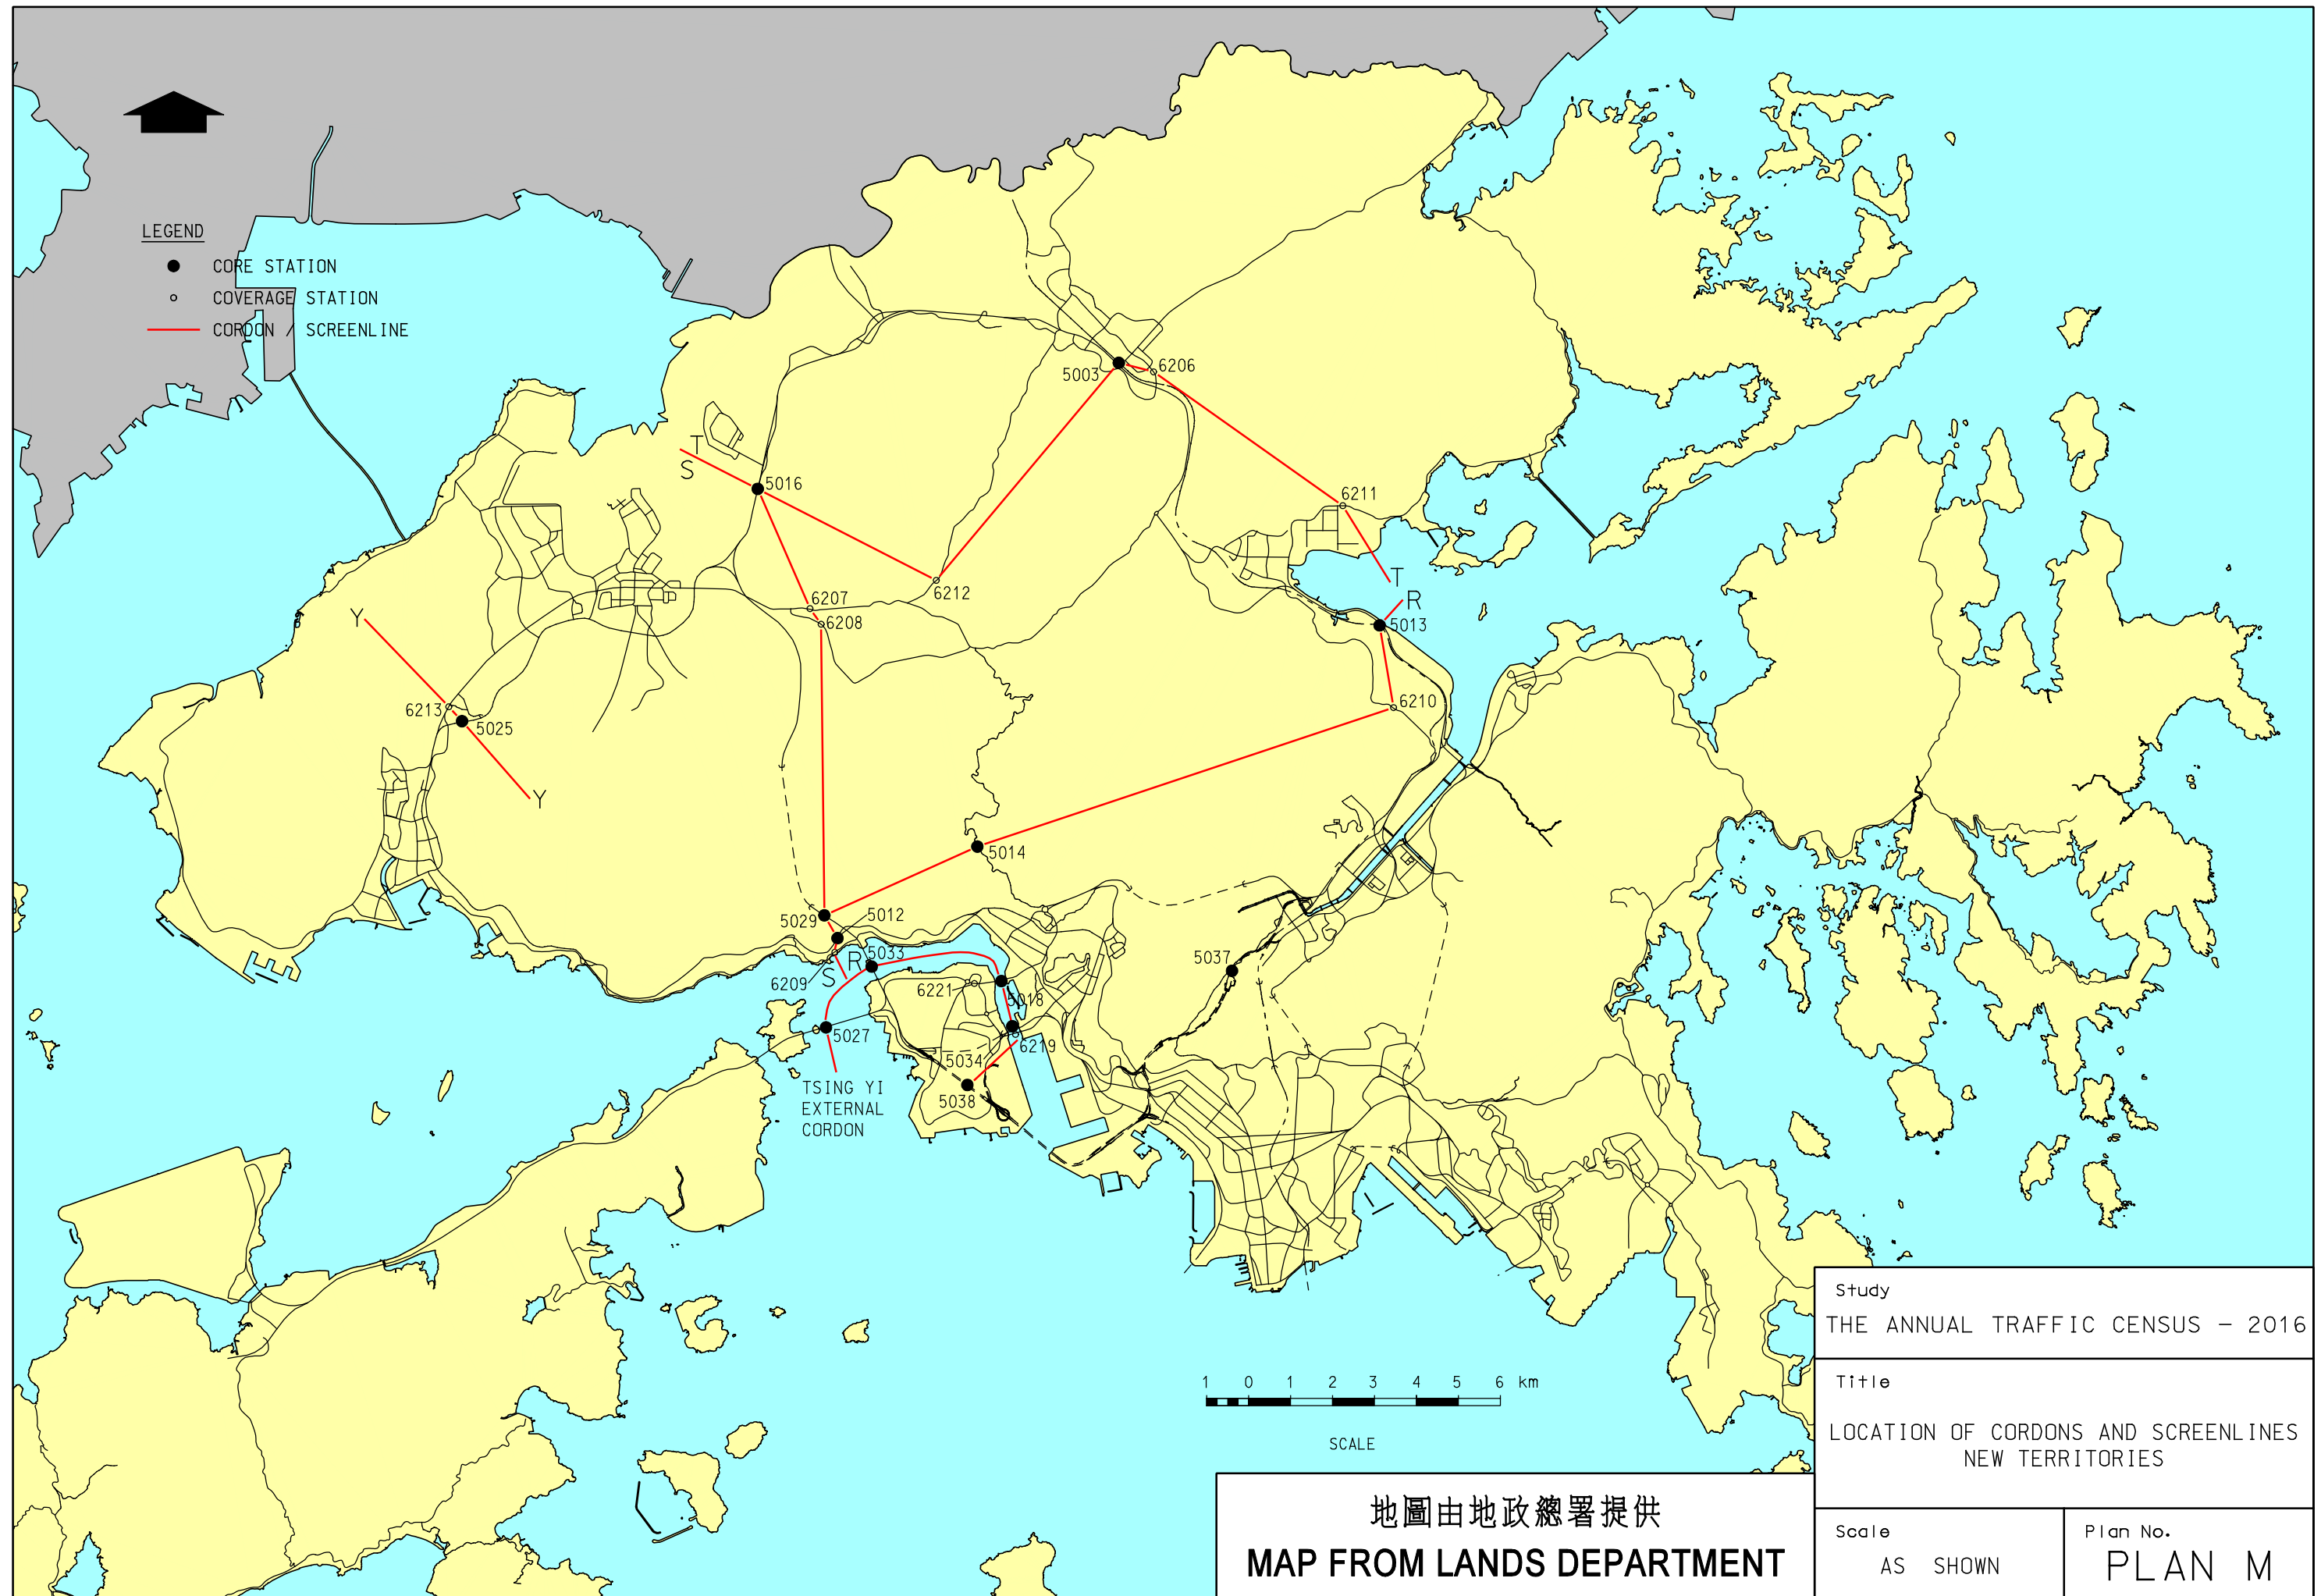 LEGEND
CORE STATION
COVERAGE STATION
CORDON / SCREENLINE
5003
6206
T
S
5016
6211
6212
T
R
6207
6208
5013
Y
6213
5025
6210
Y
5014
5029
5012
5033
R
S
6209
5037
6221
5018
5027
5034
6219
5038
TSING YI
EXTERNAL
CORDON
1 0 1 2 3 4 5 6 km
SCALE
地圖由地政總署提供
MAP FROM LANDS DEPARTMENT
Study
THE ANNUAL TRAFFIC CENSUS - 2016
Title
LOCATION OF CORDONS AND SCREENLINES
NEW TERRITORIES
Scale
AS SHOWN
Plan No.
PLAN M